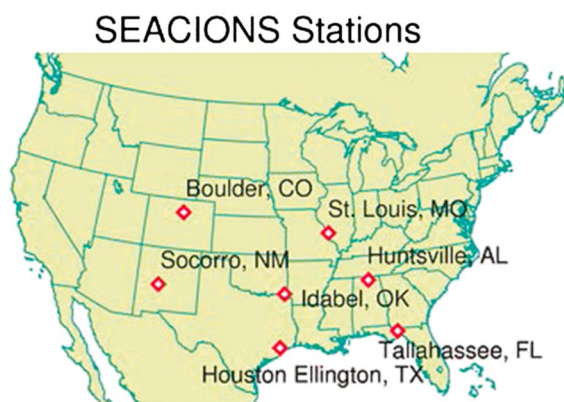 SEACIONS Stations
Boulder, CO
St. Louis, MO
Socorro, NM
Huntsville, AL
Idabel, OK
Tallahassee, FL
Houston Ellington, TX